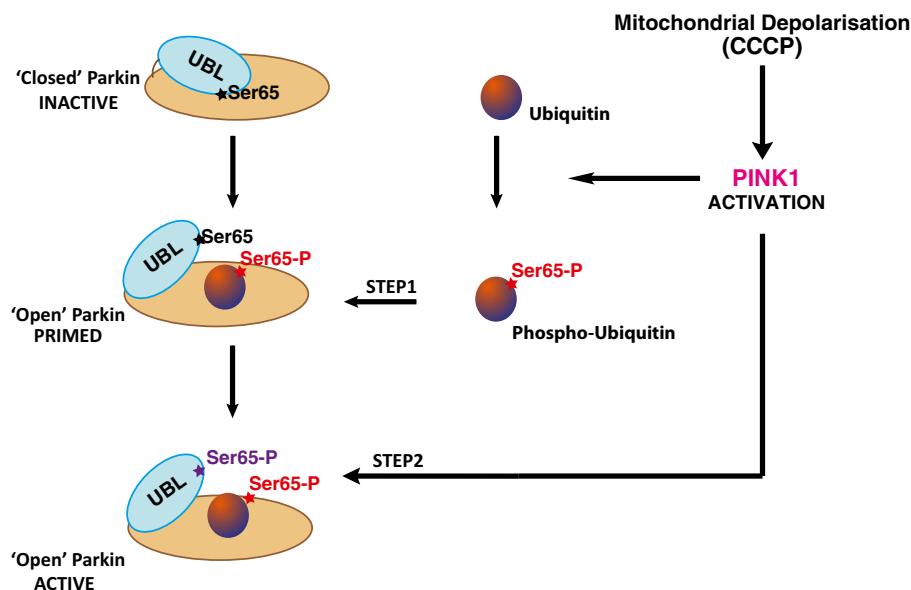 Mitochondrial Depolarisation
(CCCP)
UBL
Ser65
‘Closed’ Parkin
INACTIVE
Ubiquitin
PINK1
ACTIVATION
UBL
Ser65
Ser65-P
‘Open’ Parkin
PRIMED
STEP1
Ser65-P
Phospho-Ubiquitin
UBL
Ser65-P
Ser65-P
STEP2
‘Open’ Parkin
ACTIVE